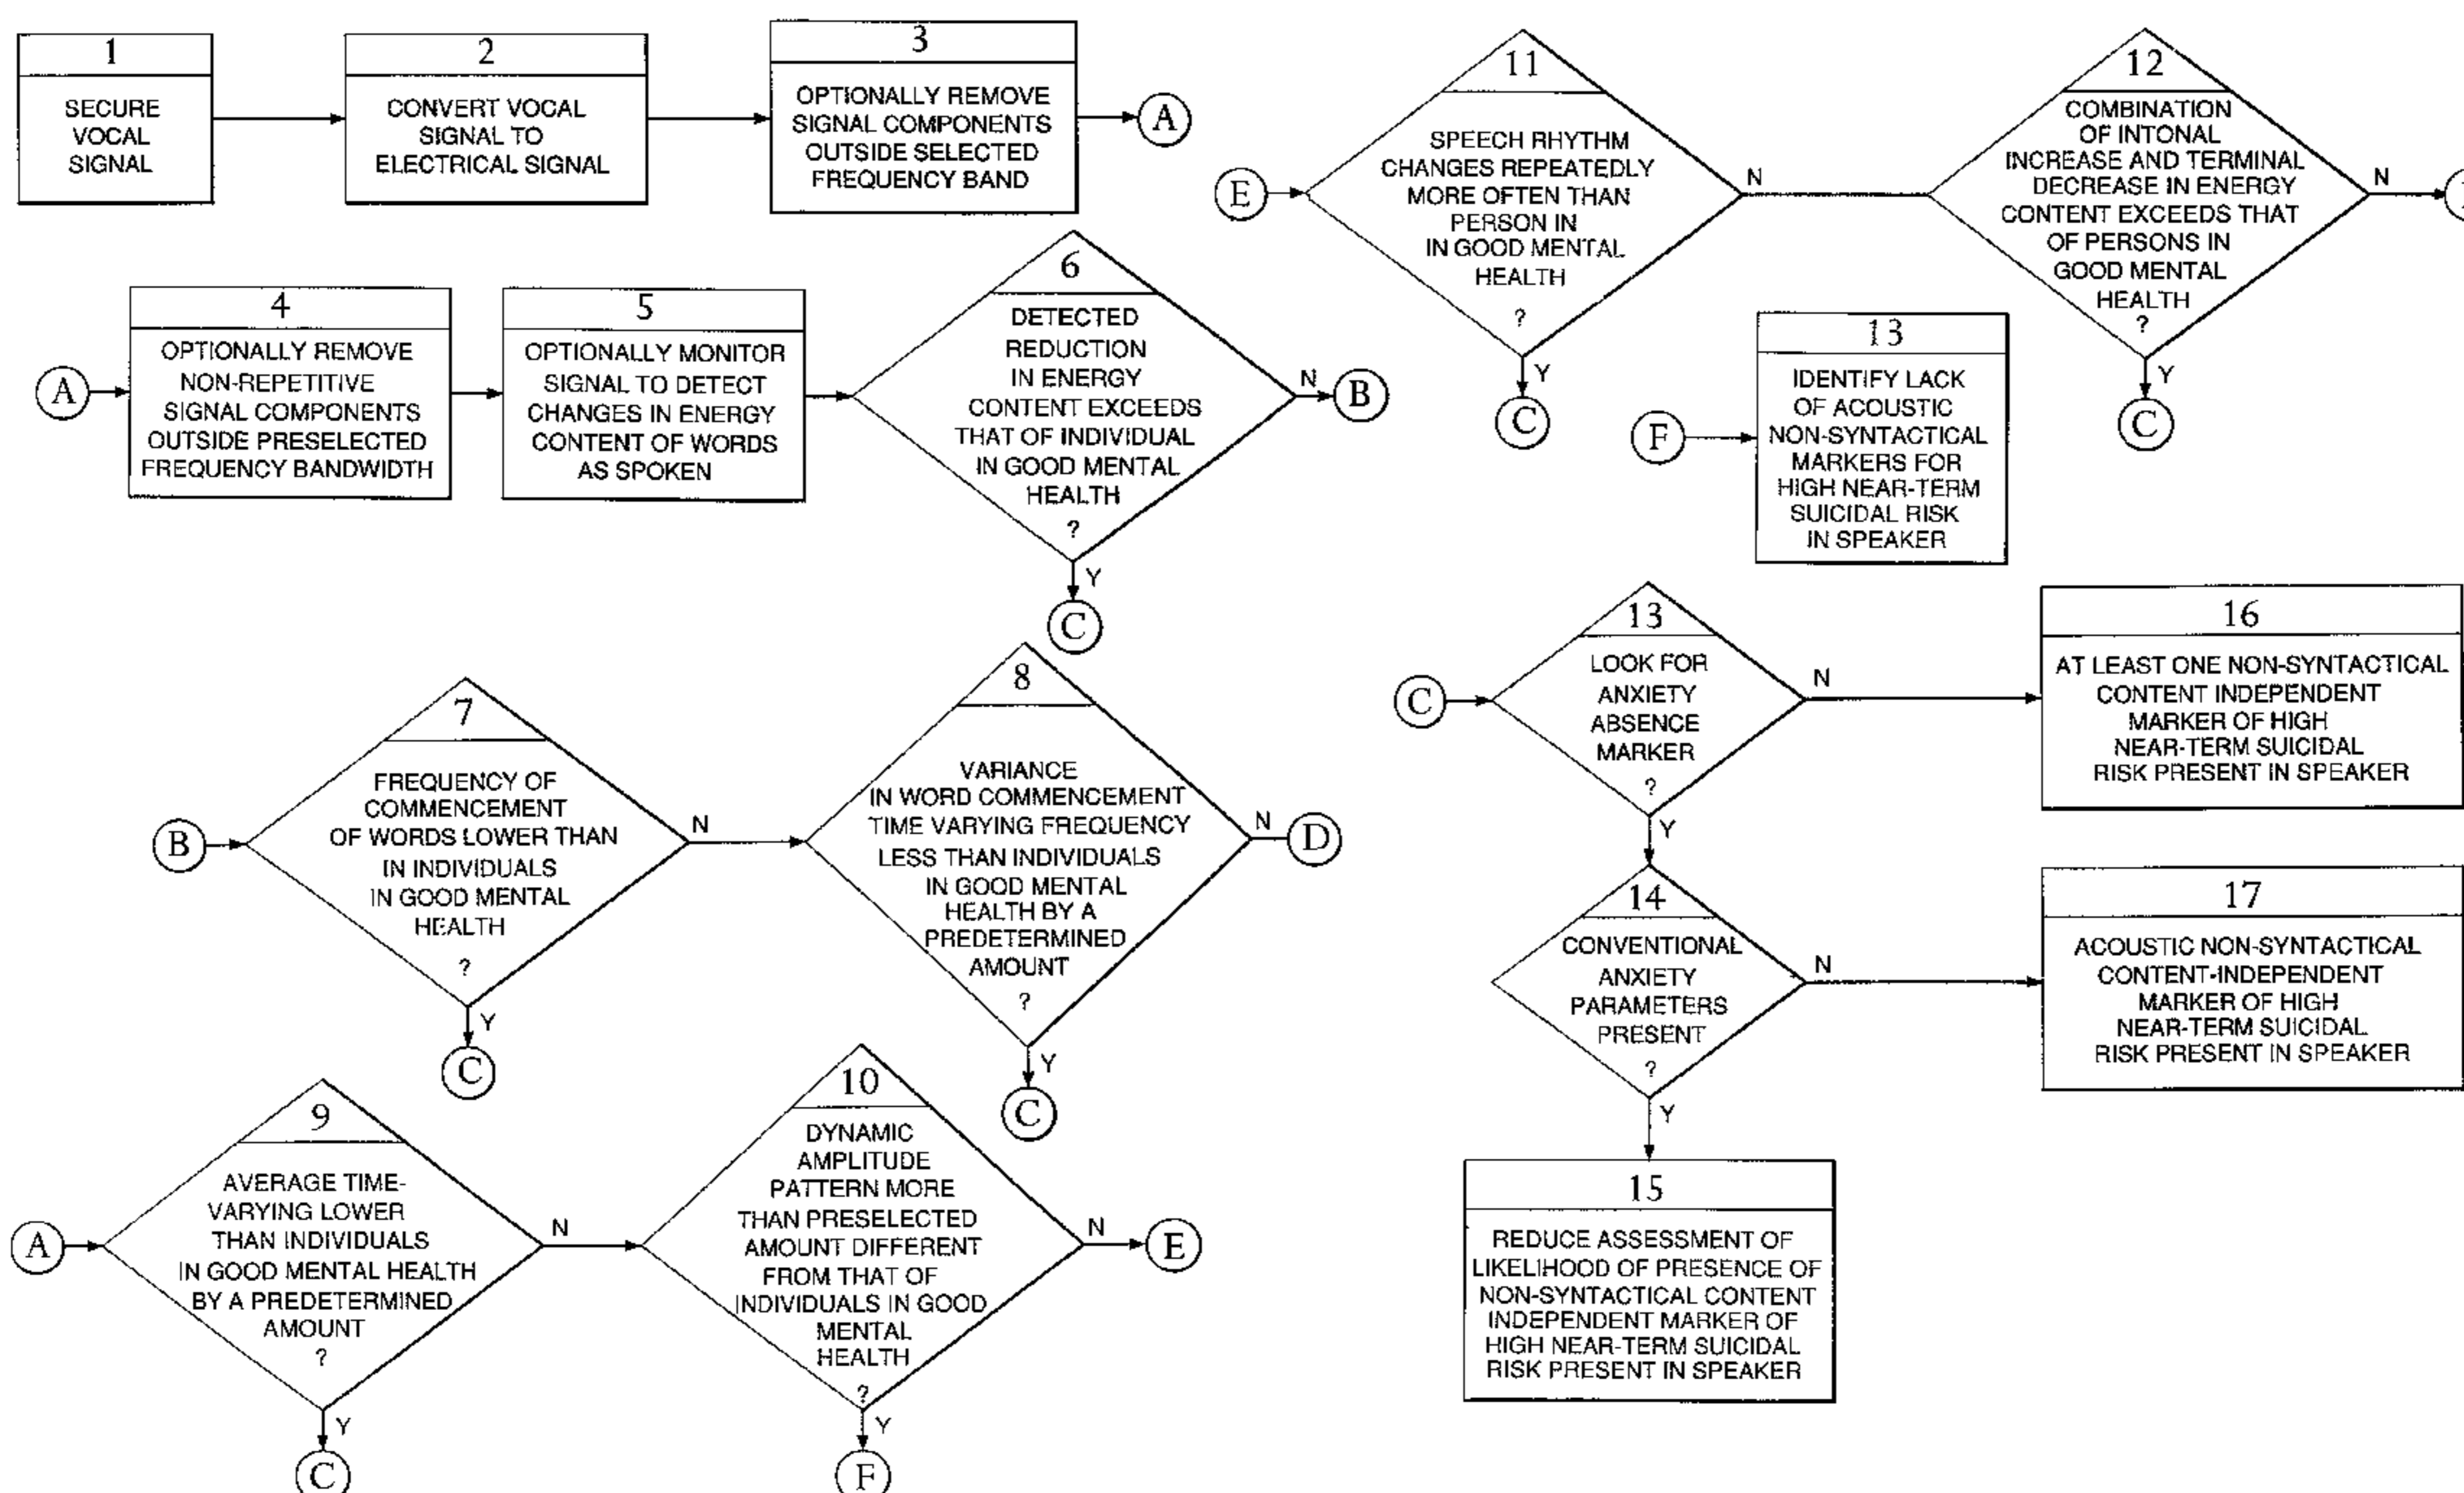 1
SECURE
VOCAL
SIGNAL
2
CONVERT VOCAL
SIGNAL TO
ELECTRICAL SIGNAL
3
OPTIONALLY REMOVE
SIGNAL COMPONENTS
OUTSIDE SELECTED
FREQUENCY BAND
A
A
4
OPTIONALLY REMOVE
NON-REPETITIVE
SIGNAL COMPONENTS
OUTSIDE PRESELECTED
FREQUENCY BANDWIDTH
5
OPTIONALLY MONITOR
SIGNAL TO DETECT
CHANGES IN ENERGY
CONTENT OF WORDS
AS SPOKEN
6
DETECTED
REDUCTION
IN ENERGY
CONTENT EXCEEDS
THAT OF INDIVIDUAL
IN GOOD MENTAL
HEALTH
?
N
B
Y
C
B
7
FREQUENCY OF
COMMENCEMENT
OF WORDS LOWER THAN
IN INDIVIDUALS
IN GOOD MENTAL
HEALTH
?
N
Y
C
8
VARIANCE
IN WORD COMMENCEMENT
TIME VARYING FREQUENCY
LESS THAN INDIVIDUALS
IN GOOD MENTAL
HEALTH BY A
PREDETERMINED
AMOUNT
?
N
D
Y
C
A
9
AVERAGE TIME-
VARYING LOWER
THAN INDIVIDUALS
IN GOOD MENTAL HEALTH
BY A PREDETERMINED
AMOUNT
?
N
Y
C
10
DYNAMIC
AMPLITUDE
PATTERN MORE
THAN PRESELECTED
AMOUNT DIFFERENT
FROM THAT OF
INDIVIDUALS IN GOOD
MENTAL
HEALTH
?
N
E
Y
F
E
11
SPEECH RHYTHM
CHANGES REPEATEDLY
MORE OFTEN THAN
PERSON IN
IN GOOD MENTAL
HEALTH
?
N
Y
C
12
COMBINATION
OF INTONAL
INCREASE AND TERMINAL
DECREASE IN ENERGY
CONTENT EXCEEDS THAT
OF PERSONS IN
GOOD MENTAL
HEALTH
?
N
Y
C
F
13
IDENTIFY LACK
OF ACOUSTIC
NON-SYNTACTICAL
MARKERS FOR
HIGH NEAR-TERM
SUICIDAL RISK
IN SPEAKER
C
13
LOOK FOR
ANXIETY
ABSENCE
MARKER
?
N
Y
16
AT LEAST ONE NON-SYNTACTICAL
CONTENT INDEPENDENT
MARKER OF HIGH
NEAR-TERM SUICIDAL
RISK PRESENT IN SPEAKER
14
CONVENTIONAL
ANXIETY
PARAMETERS
PRESENT
?
N
Y
17
ACOUSTIC NON-SYNTACTICAL
CONTENT-INDEPENDENT
MARKER OF HIGH
NEAR-TERM SUICIDAL
RISK PRESENT IN SPEAKER
15
REDUCE ASSESSMENT OF
LIKELIHOOD OF PRESENCE OF
NON-SYNTACTICAL CONTENT
INDEPENDENT MARKER OF
HIGH NEAR-TERM SUICIDAL
RISK PRESENT IN SPEAKER